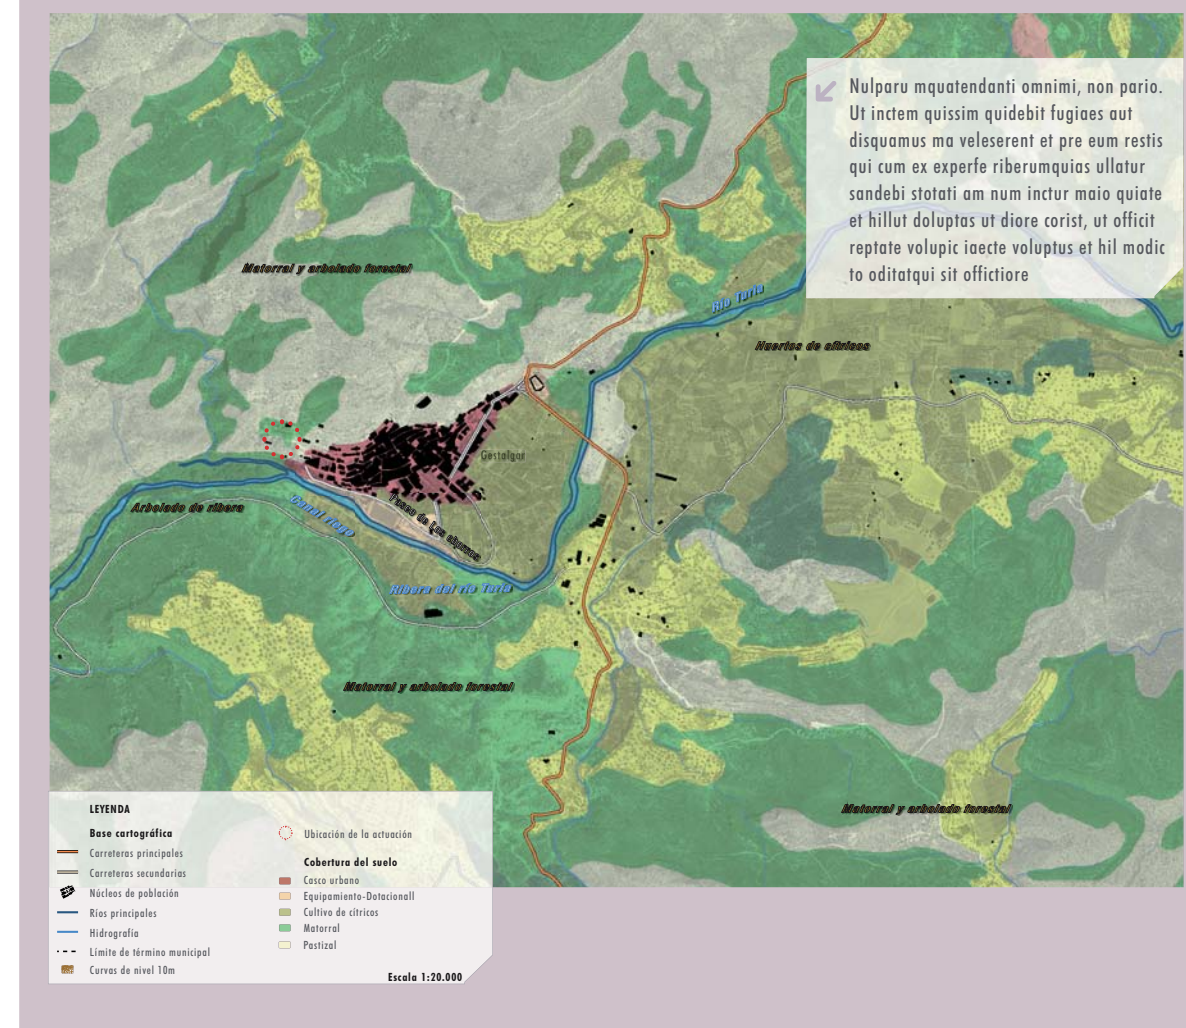 Nulparu mquatendanti omnimi, non pario.
Ut inctem quissim quidebit fugiaes aut
disquamus ma veleserent et pre eum restis
qui cum ex experfe riberumquias ullatur
sandebi stotati am num inctur maio quiate
et hillut doluptas ut diore corist, ut officit
reptate volupic iaecte voluptus et hil modic
to oditatqui sit offictiore
Matorral y arbolado forestal
Río Turia
Huertos de cítricos
Gestalgar
Arbolado de ribera
Canal riego
Paseo de Los chorros
Ribera del río Turia
Matorral y arbolado forestal
Matorral y arbolado forestal
LEYENDA
Base cartográfica
Carreteras principales
Carreteras secundarias
Núcleos de población
Ríos principales
Hidrografía
Límite de término municipal
Curvas de nivel 10m
Ubicación de la actuación
Cobertura del suelo
Casco urbano
Equipamiento-Dotacionall
Cultivo de cítricos
Matorral
Pastizal
Escala 1:20.000